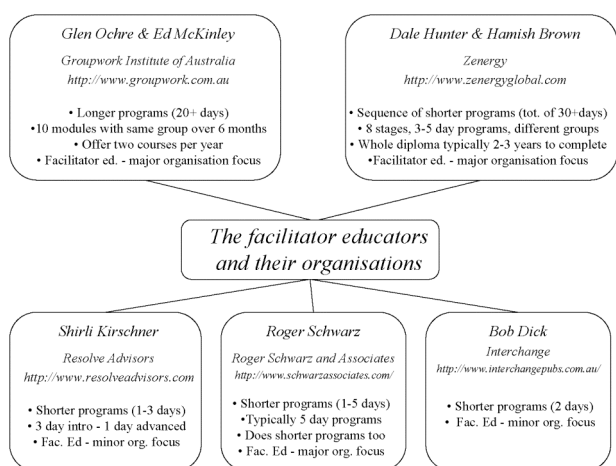 Glen Ochre & Ed McKinley
Groupwork Institute of Australia
http://www.groupwork.com.au
•Longer programs (20+ days)
•10 modules with same group over 6 months
•Offer two courses per year
•Facilitator ed. - major organisation focus
Dale Hunter & Hamish Brown
Zenergy
http://www.zenergyglobal.com
•Sequence of shorter programs (tot. of 30+days)
•8 stages, 3-5 day programs, different groups
•Whole diploma typically 2-3 years to complete
•Facilitator ed. - major organisation focus
The facilitator educators
and their organisations
Shirli Kirschner
Resolve Advisors
http://www.resolveadvisors.com
•Shorter programs (1-3 days)
•3 day intro - 1 day advanced
•Fac. Ed - minor org. focus
Roger Schwarz
Roger Schwarz and Associates
http://www.schwarzassociates.com/
•Shorter programs (1-5 days)
•Typically 5 day programs
•Does shorter programs too
•Fac. Ed - major org. focus
Bob Dick
Interchange
http://www.interchangepubs.com.au/
•Shorter programs (2 days)
•Fac. Ed - minor org. focus